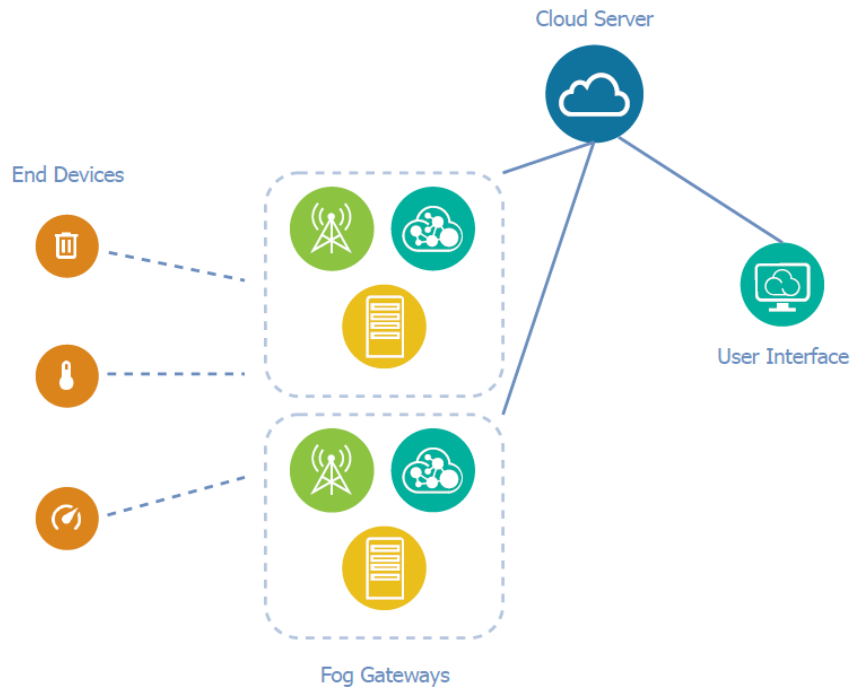 Cloud Server
End Devices
User Interface
Fog Gateways